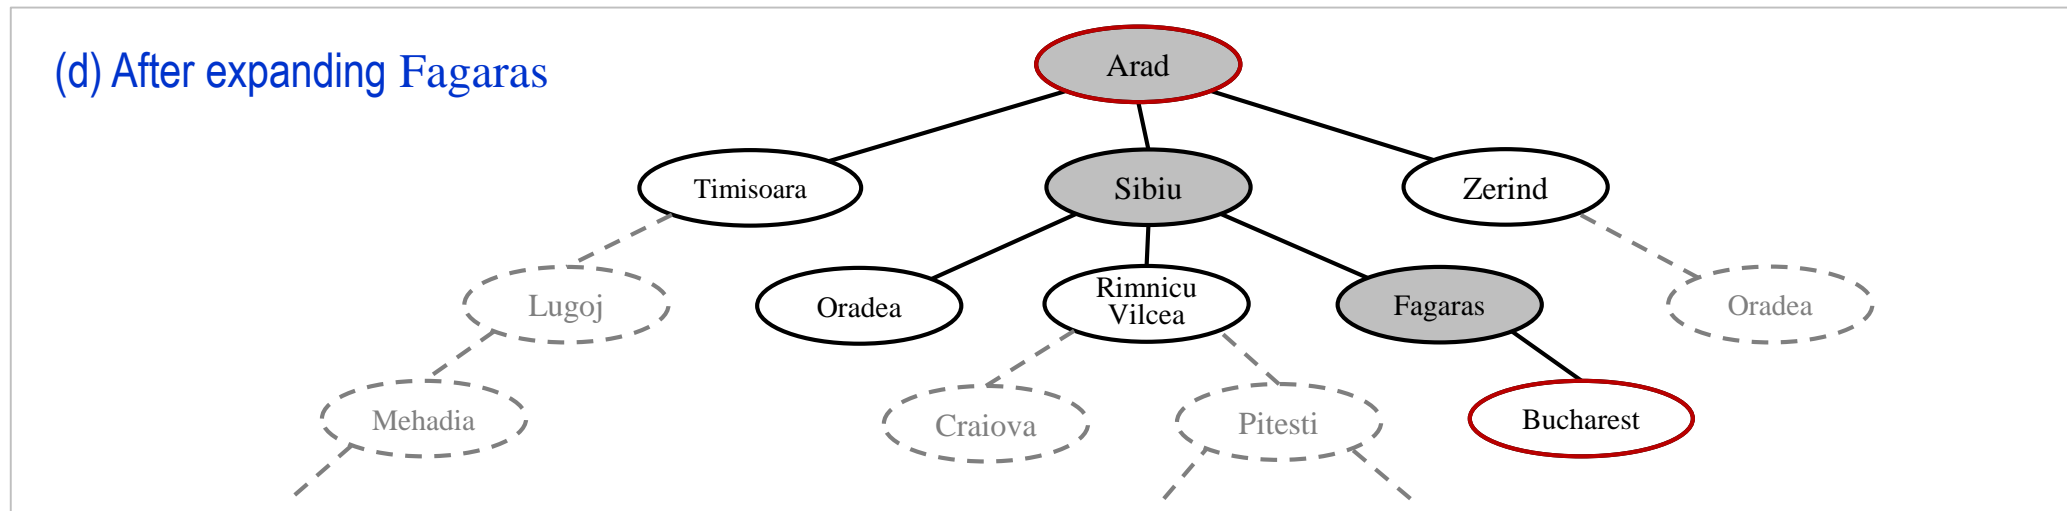 (d) After expanding Fagaras
Arad
Timisoara
Sibiu
Zerind
Lugoj
Oradea
Rimnicu
Vilcea
Fagaras
Oradea
Mehadia
Craiova
Pitesti
Bucharest